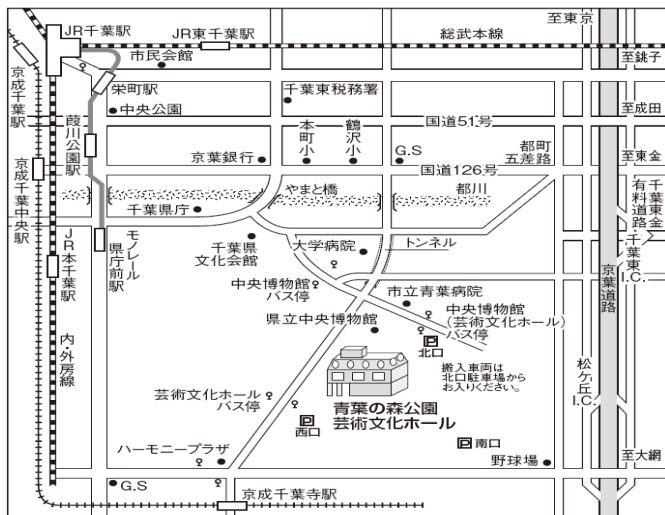 至東京
JR千葉駅
JR東千葉駅
総武本線
市民会館
至銚子
京成千葉駅
栄町駅
千葉東税務署
中央公園
至成田
国道51号
葭川公園駅
本町小
鶴沢小
都町五差路
京葉銀行
G.S
至東金
国道126号
京成千葉中央駅
やまと橋
都川
千葉東金有料道路
千葉県庁
モノレール県庁前駅
千葉県
文化会館
大学病院
トンネル
千葉東I.C.
JR本千葉駅
京葉道路
中央博物館
バス停
市立青葉病院
県立中央博物館
中央博物館
(芸術文化ホール)
バス停
P
北口
内・外房線
搬入車両は
北口駐車場から
お入りください。
松ケ丘I.C.
芸術文化ホール
バス停
青葉の森公園
芸術文化ホール
P
西口
P 南口
ハーモニープラザ
野球場
至大網
G.S
京成千葉寺駅